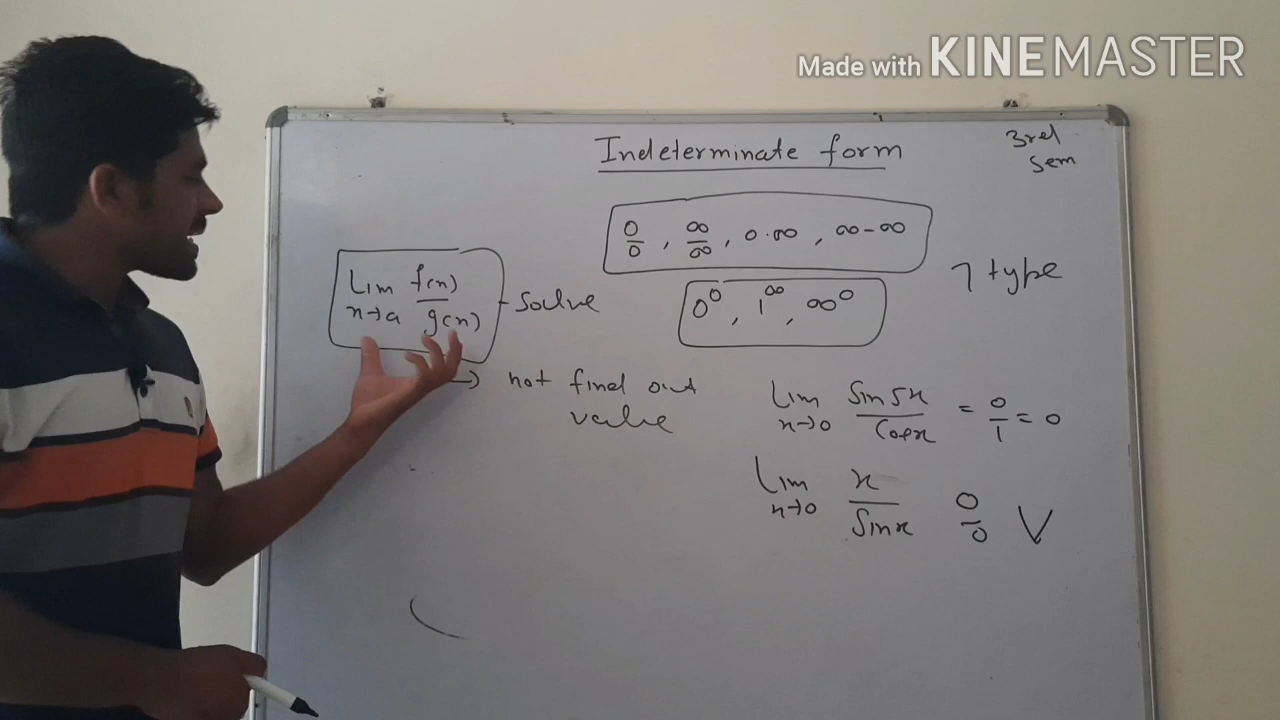 Made with KINEMASTER
Indeterminate form
3rd
Sem
0/0, ∞/∞, 0·∞, ∞-∞
0⁰, 1^∞, ∞⁰
7 type
Lim x→a f(x)/g(x) - Solve
→ not find out
value
Lim x→0 Sin5x/Cosx = 0/1 = 0
Lim x→0 x/Sinx 0/0 V